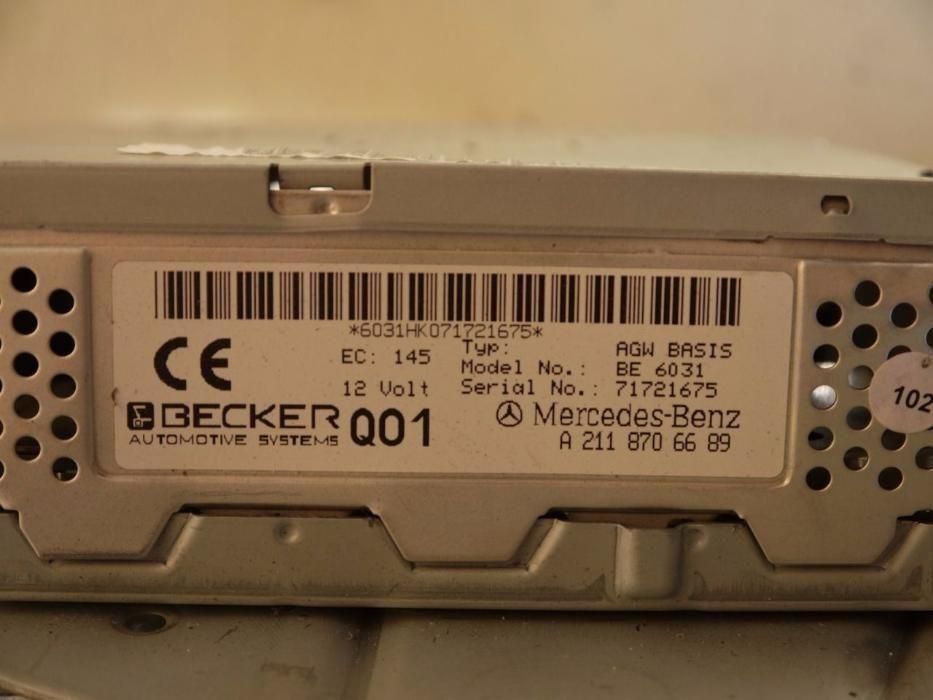 *6031HK071721675*
CE
EC: 145
12 Volt
Typ: AGW BASIS
Model No.: BE 6031
Serial No.: 71721675
BECKER
AUTOMOTIVE SYSTEMS
Q01
Mercedes-Benz
A 211 870 66 89
102